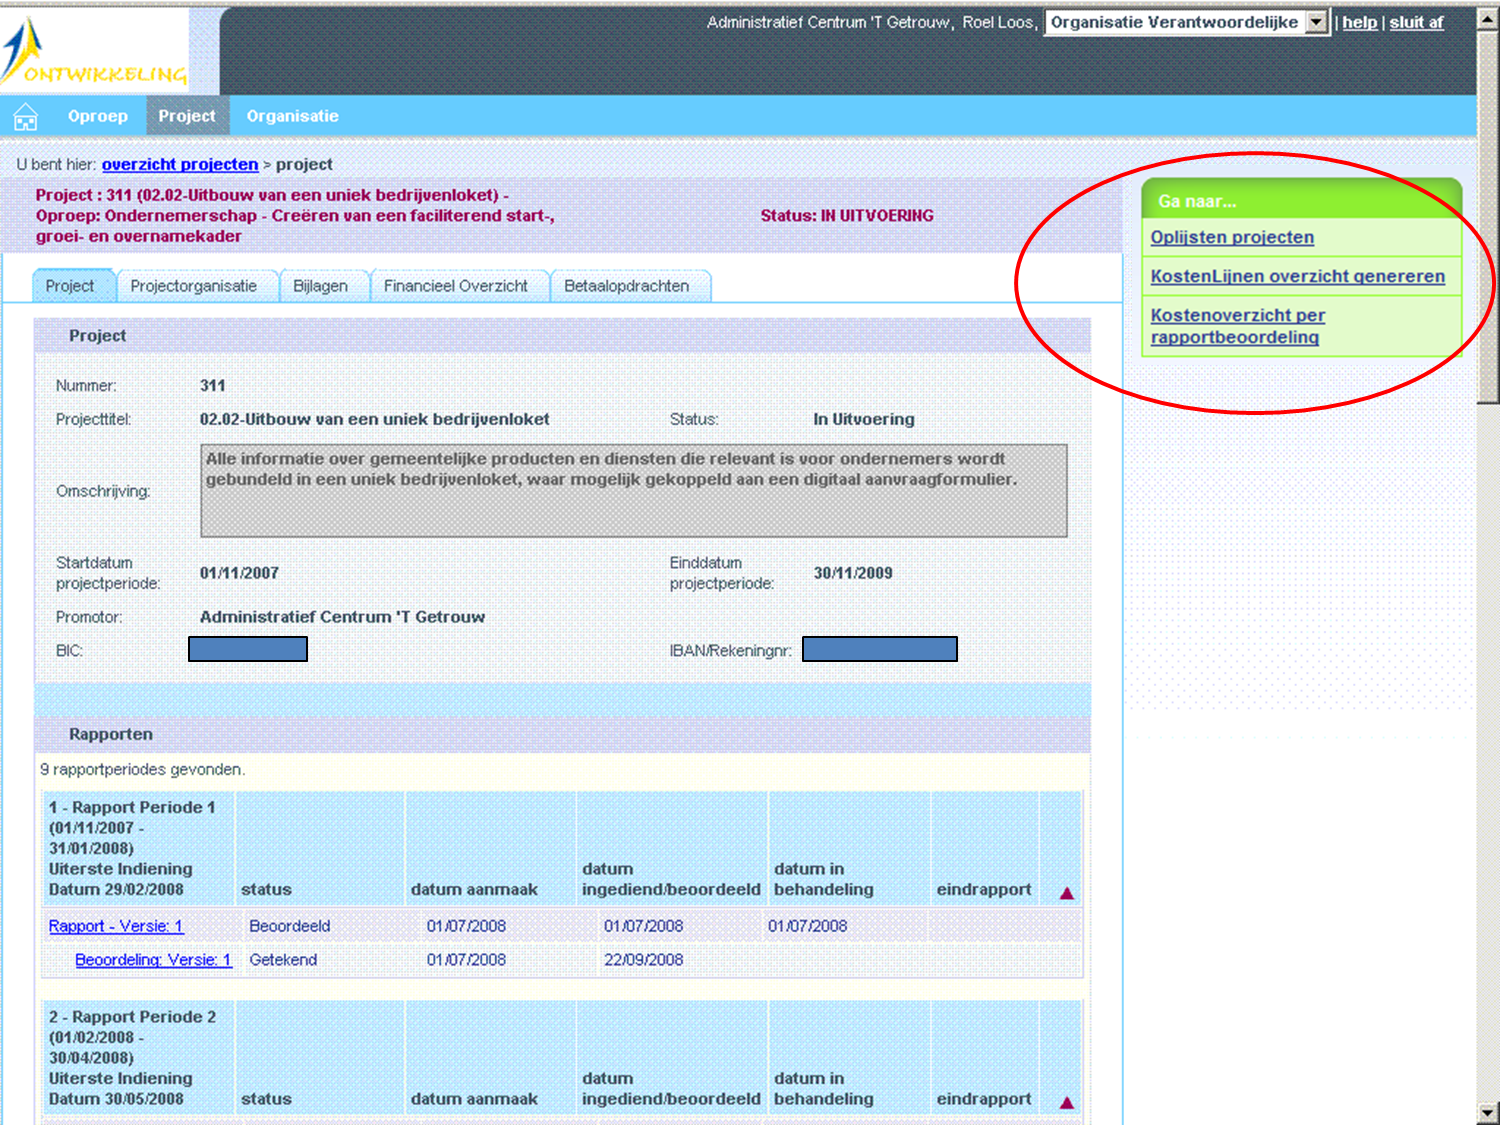 ONTWIKKELING
Administratief Centrum 'T Getrouw, Roel Loos, Organisatie Verantwoordelijke | help | sluit af
Oproep Project Organisatie
U bent hier: overzicht projecten > project
Project : 311 (02.02-Uitbouw van een uniek bedrijvenloket) -
Oproep: Ondernemerschap - Creëren van een faciliterend start-,
groei- en overnamekader
Status: IN UITVOERING
Ga naar...
Oplijsten projecten
KostenLijnen overzicht genereren
Kostenoverzicht per
rapportbeoordeling
Project Projectorganisatie Bijlagen Financieel Overzicht Betaalopdrachten
Project
Nummer: 311
Projecttitel: 02.02-Uitbouw van een uniek bedrijvenloket Status: In Uitvoering
Omschrijving:
Alle informatie over gemeentelijke producten en diensten die relevant is voor ondernemers wordt
gebundeld in een uniek bedrijvenloket, waar mogelijk gekoppeld aan een digitaal aanvraagformulier.
Startdatum
projectperiode:
01/11/2007
Einddatum
projectperiode:
30/11/2009
Promotor: Administratief Centrum 'T Getrouw
BIC: IBAN/Rekeningnr:
Rapporten
9 rapportperiodes gevonden.
1 - Rapport Periode 1
(01/11/2007 -
31/01/2008)
Uiterste Indiening
Datum 29/02/2008
status
datum aanmaak
datum
ingediend/beoordeeld
datum in
behandeling
eindrapport
Rapport - Versie: 1 Beoordeeld 01/07/2008 01/07/2008 01/07/2008
Beoordeling: Versie: 1 Getekend 01/07/2008 22/09/2008
2 - Rapport Periode 2
(01/02/2008 -
30/04/2008)
Uiterste Indiening
Datum 30/05/2008
status
datum aanmaak
datum
ingediend/beoordeeld
datum in
behandeling
eindrapport